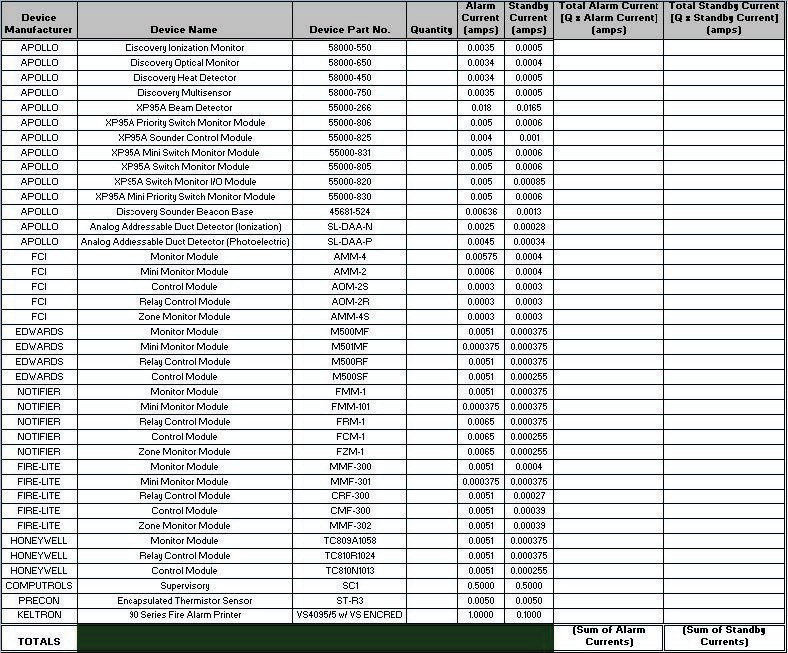 Device Manufacturer Device Name Device Part No. Quantity Alarm Current (amps) Standby Current (amps) Total Alarm Current [Q x Alarm Current] (amps) Total Standby Current [Q x Standby Current] (amps)
APOLLO Discovery Ionization Monitor 58000-550 0.0035 0.0005
APOLLO Discovery Optical Monitor 58000-650 0.0034 0.0004
APOLLO Discovery Heat Detector 58000-450 0.0034 0.0005
APOLLO Discovery Multisensor 58000-750 0.0035 0.0005
APOLLO XP95A Beam Detector 55000-266 0.018 0.0165
APOLLO XP95A Priority Switch Monitor Module 55000-806 0.005 0.0006
APOLLO XP95A Sounder Control Module 55000-825 0.004 0.001
APOLLO XP95A Mini Switch Monitor Module 55000-831 0.005 0.0006
APOLLO XP95A Switch Monitor Module 55000-805 0.005 0.0006
APOLLO XP95A Switch Monitor I/O Module 55000-820 0.005 0.00085
APOLLO XP95A Mini Priority Switch Monitor Module 55000-830 0.005 0.0006
APOLLO Discovery Sounder Beacon Base 45681-524 0.00636 0.0013
APOLLO Analog Addressable Duct Detector (Ionization) SL-DAA-N 0.0025 0.00028
APOLLO Analog Addressable Duct Detector (Photoelectric) SL-DAA-P 0.0045 0.00034
FCI Monitor Module AMM-4 0.00575 0.0004
FCI Mini Monitor Module AMM-2 0.0006 0.0004
FCI Control Module AOM-2S 0.0003 0.0003
FCI Relay Control Module AOM-2R 0.0003 0.0003
FCI Zone Monitor Module AMM-4S 0.0003 0.0003
EDWARDS Monitor Module M500MF 0.0051 0.000375
EDWARDS Mini Monitor Module M501MF 0.000375 0.000375
EDWARDS Relay Control Module M500RF 0.0051 0.000375
EDWARDS Control Module M500SF 0.0051 0.000255
NOTIFIER Monitor Module FMM-1 0.0051 0.000375
NOTIFIER Mini Monitor Module FMM-101 0.000375 0.000375
NOTIFIER Relay Control Module FRM-1 0.0065 0.000375
NOTIFIER Control Module FCM-1 0.0065 0.000255
NOTIFIER Zone Monitor Module FZM-1 0.0065 0.000255
FIRE-LITE Monitor Module MMF-300 0.0051 0.0004
FIRE-LITE Mini Monitor Module MMF-301 0.000375 0.000375
FIRE-LITE Relay Control Module CRF-300 0.0051 0.00027
FIRE-LITE Control Module CMF-300 0.0051 0.00039
FIRE-LITE Zone Monitor Module MMF-302 0.0051 0.00039
HONEYWELL Monitor Module TC809A1058 0.0051 0.000375
HONEYWELL Relay Control Module TC810R1024 0.0051 0.000375
HONEYWELL Control Module TC810N1013 0.0051 0.000255
COMPUTROLS Supervisory SC1 0.5000 0.5000
PRECON Encapsulated Thermistor Sensor ST-R3 0.0050 0.0050
KELTRON 90 Series Fire Alarm Printer VS4095/5 w/ VS ENCRED 1.0000 0.1000
TOTALS (Sum of Alarm Currents) (Sum of Standby Currents)